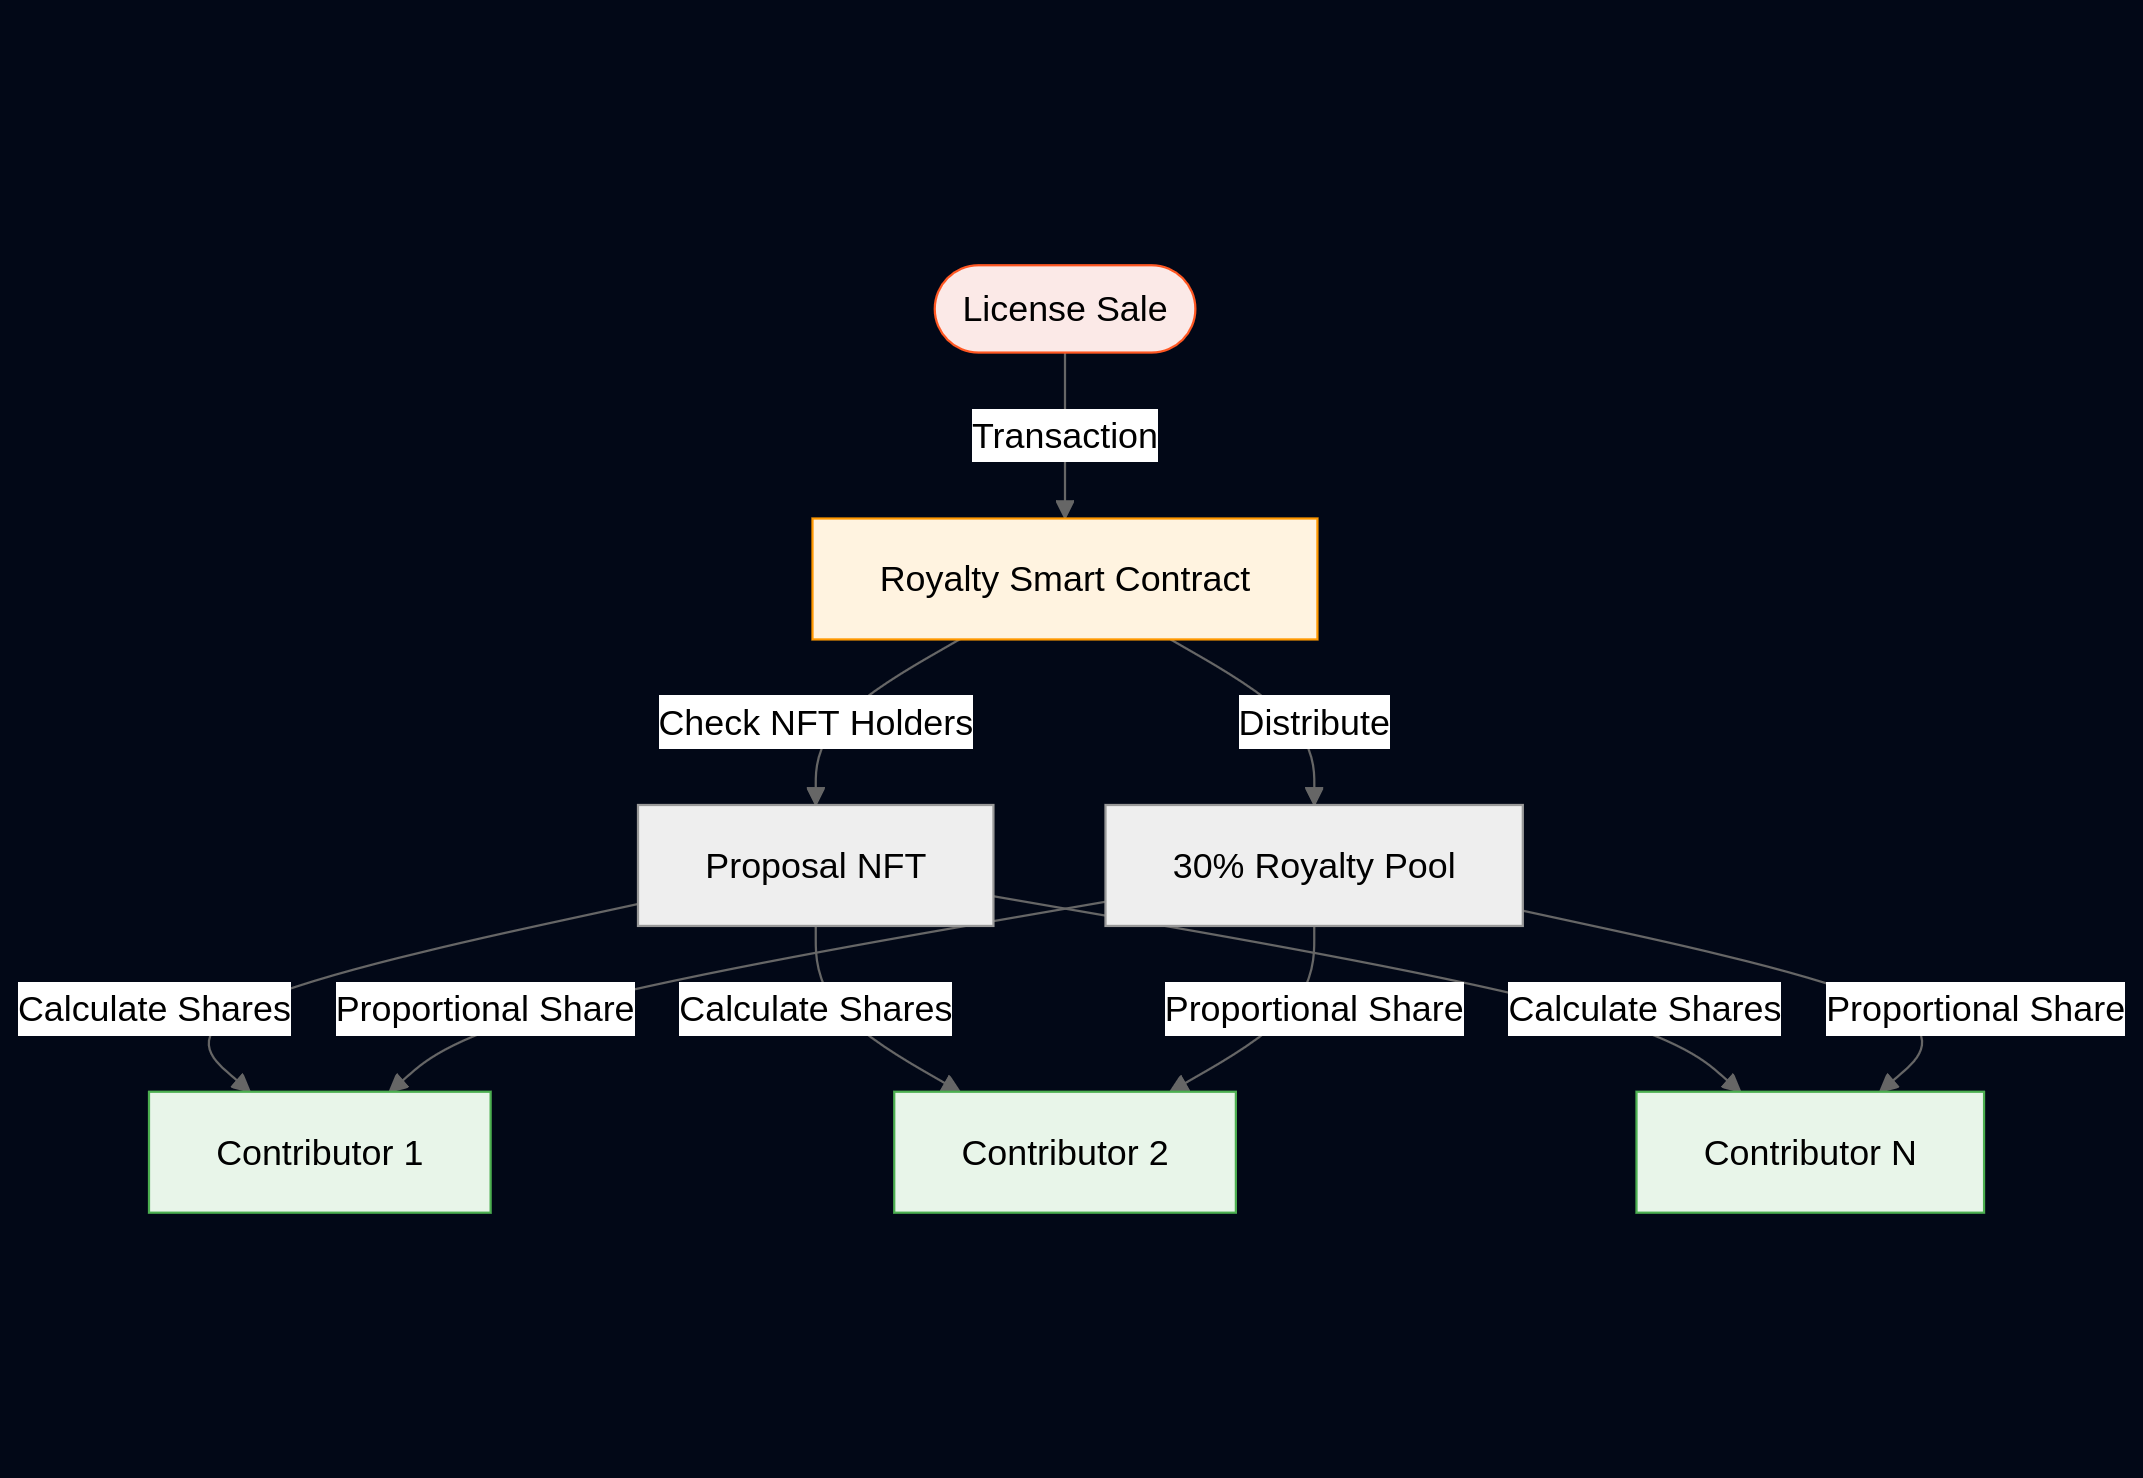 License Sale
Transaction
Royalty Smart Contract
Check NFT Holders
Distribute
Proposal NFT
30% Royalty Pool
Calculate Shares
Proportional Share
Calculate Shares
Proportional Share
Calculate Shares
Proportional Share
Contributor 1
Contributor 2
Contributor N